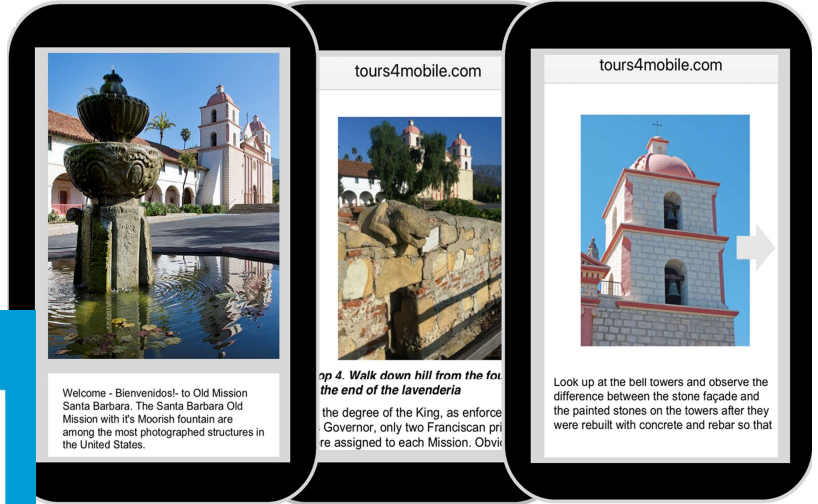 Welcome - Bienvenidos!- to Old Mission
Santa Barbara. The Santa Barbara Old
Mission with it's Moorish fountain are
among the most photographed structures in
the United States.
tours4mobile.com
op 4. Walk down hill from the fou
the end of the lavenderia
the degree of the King, as enforce
Governor, only two Franciscan pri
re assigned to each Mission. Obvi
tours4mobile.com
Look up at the bell towers and observe the
difference between the stone façade and
the painted stones on the towers after they
were rebuilt with concrete and rebar so that